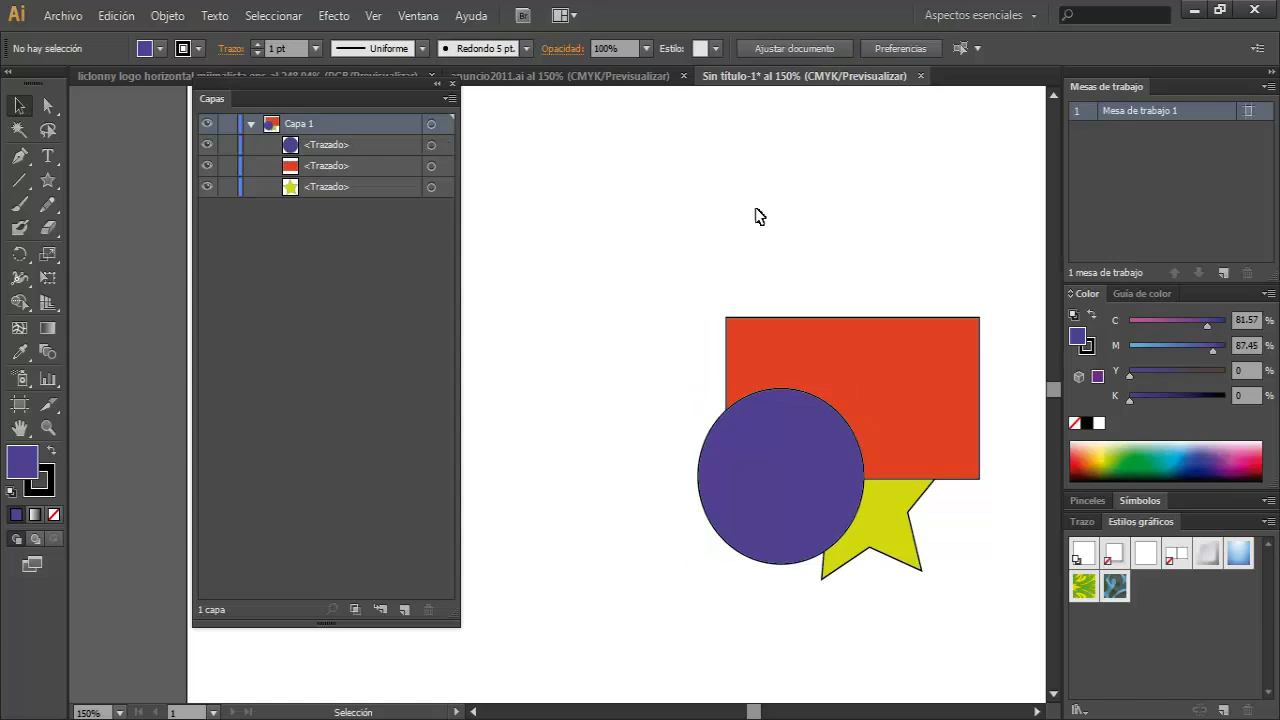 Ai Archivo Edición Objeto Texto Seleccionar Efecto Ver Ventana Ayuda Br Aspectos esenciales
No hay selección Trazo: 1 pt Uniforme Redondo 5 pt. Opacidad: 100% Estilo: Ajustar documento Preferencias
anuncio2011.ai al 150% (CMYK/Previsualizar) Sin título-1* al 150% (CMYK/Previsualizar)
Capas
Capa 1
<Trazado>
<Trazado>
<Trazado>
1 capa
Mesas de trabajo
1 Mesa de trabajo 1
1 mesa de trabajo
Color Guía de color
C 81.57 %
M 87.45 %
Y 0 %
K 0 %
Pinceles Símbolos
Trazo Estilos gráficos
150% 1 Selección